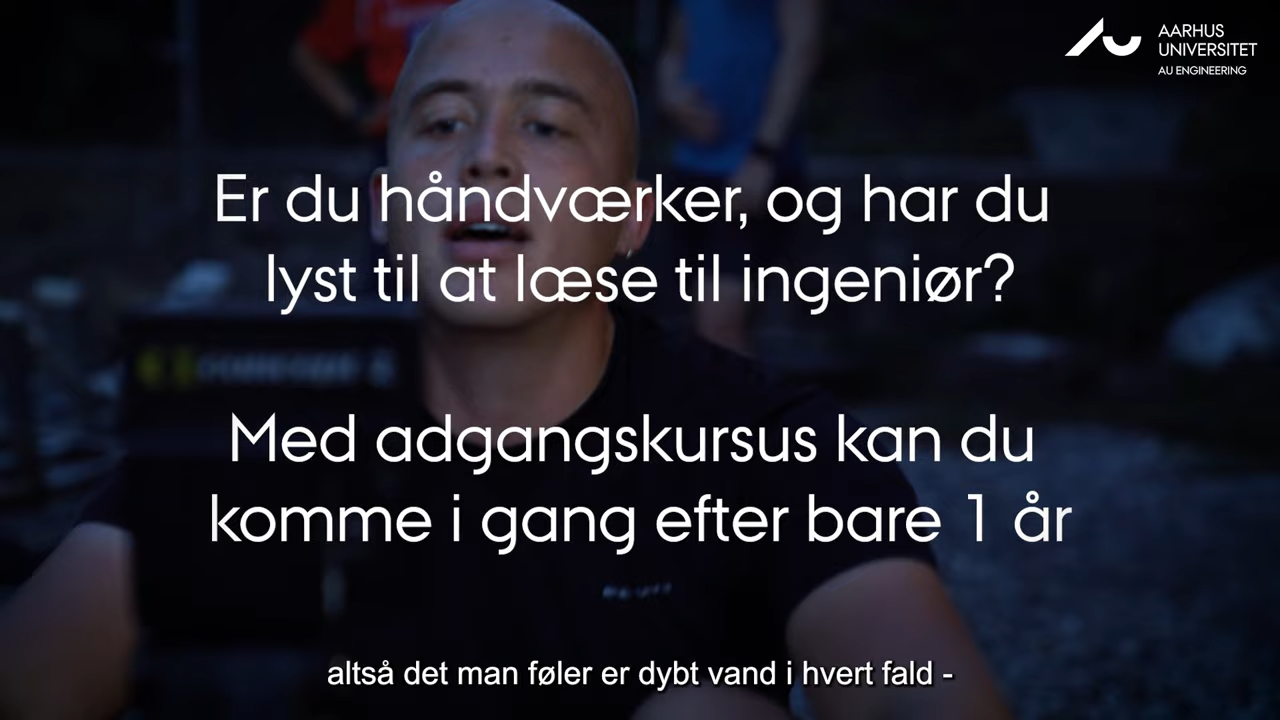 AARHUS
UNIVERSITET
AU ENGINEERING
Er du håndværker, og har du
lyst til at læse til ingeniør?
Med adgangskursus kan du
komme i gang efter bare 1 år
altså det man føler er dybt vand i hvert fald -